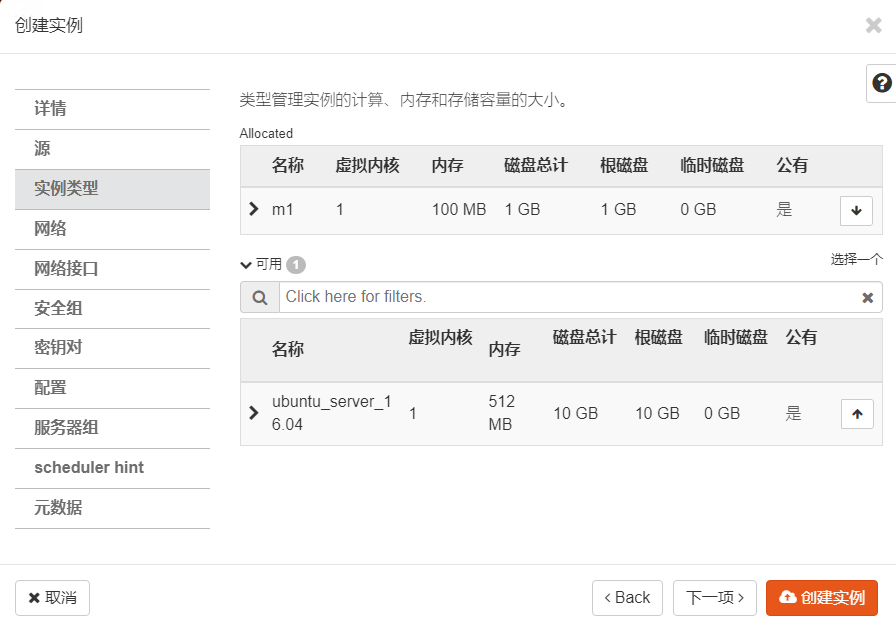 创建实例
详情
源
实例类型
网络
网络接口
安全组
密钥对
配置
服务器组
scheduler hint
元数据
类型管理实例的计算、内存和存储容量的大小。
Allocated
名称 虚拟内核 内存 磁盘总计 根磁盘 临时磁盘 公有
m1 1 100 MB 1 GB 1 GB 0 GB 是
可用 1 选择一个
Click here for filters.
名称 虚拟内核 内存 磁盘总计 根磁盘 临时磁盘 公有
ubuntu_server_1
6.04 1 512
MB 10 GB 10 GB 0 GB 是
取消 Back 下一项 创建实例